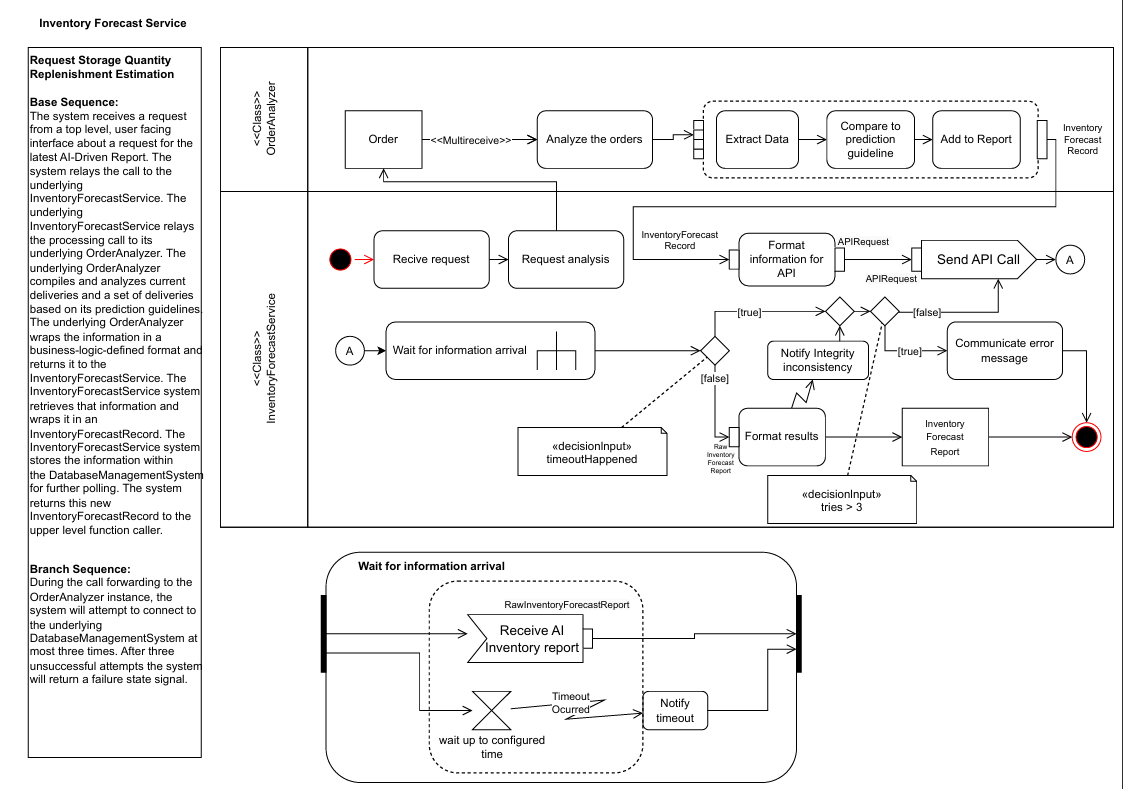 Inventory Forecast Service
Request Storage Quantity
Replenishment Estimation
Base Sequence:
The system receives a request
from a top level, user facing
interface about a request for the
latest AI-Driven Report. The
system relays the call to the
underlying
InventoryForecastService. The
underlying
InventoryForecastService relays
the processing call to its
underlying OrderAnalyzer. The
underlying OrderAnalyzer
compiles and analyzes current
deliveries and a set of deliveries
based on its prediction guidelines.
The underlying OrderAnalyzer
wraps the information in a
business-logic-defined format and
returns it to the
InventoryForecastService. The
InventoryForecastService system
retrieves that information and
wraps it in an
InventoryForecastRecord. The
InventoryForecastService system
stores the information within
the DatabaseManagementSystem
for further polling. The system
returns this new
InventoryForecastRecord to the
upper level function caller.
Branch Sequence:
During the call forwarding to the
OrderAnalyzer instance, the
system will attempt to connect to
the underlying
DatabaseManagementSystem at
most three times. After three
unsuccessful attempts the system
will return a failure state signal.
<<Class>>
OrderAnalyzer
Order
<<Multireceive>>
Analyze the orders
Extract Data
Compare to
prediction
guideline
Add to Report
Inventory
Forecast
Record
<<Class>>
InventoryForecastService
Recive request
Request analysis
InventoryForecast
Record
Format
information for
API
APIRequest
APIRequest
Send API Call
A
A
Wait for information arrival
[true]
[false]
[false]
[true]
Notify Integrity
inconsistency
Communicate error
message
«decisionInput»
timeoutHappened
Raw
Inventory
Forecast
Report
Format results
Inventory
Forecast
Report
«decisionInput»
tries > 3
Wait for information arrival
RawInventoryForecastReport
Receive AI
Inventory report
Timeout
Ocurred
Notify
timeout
wait up to configured
time